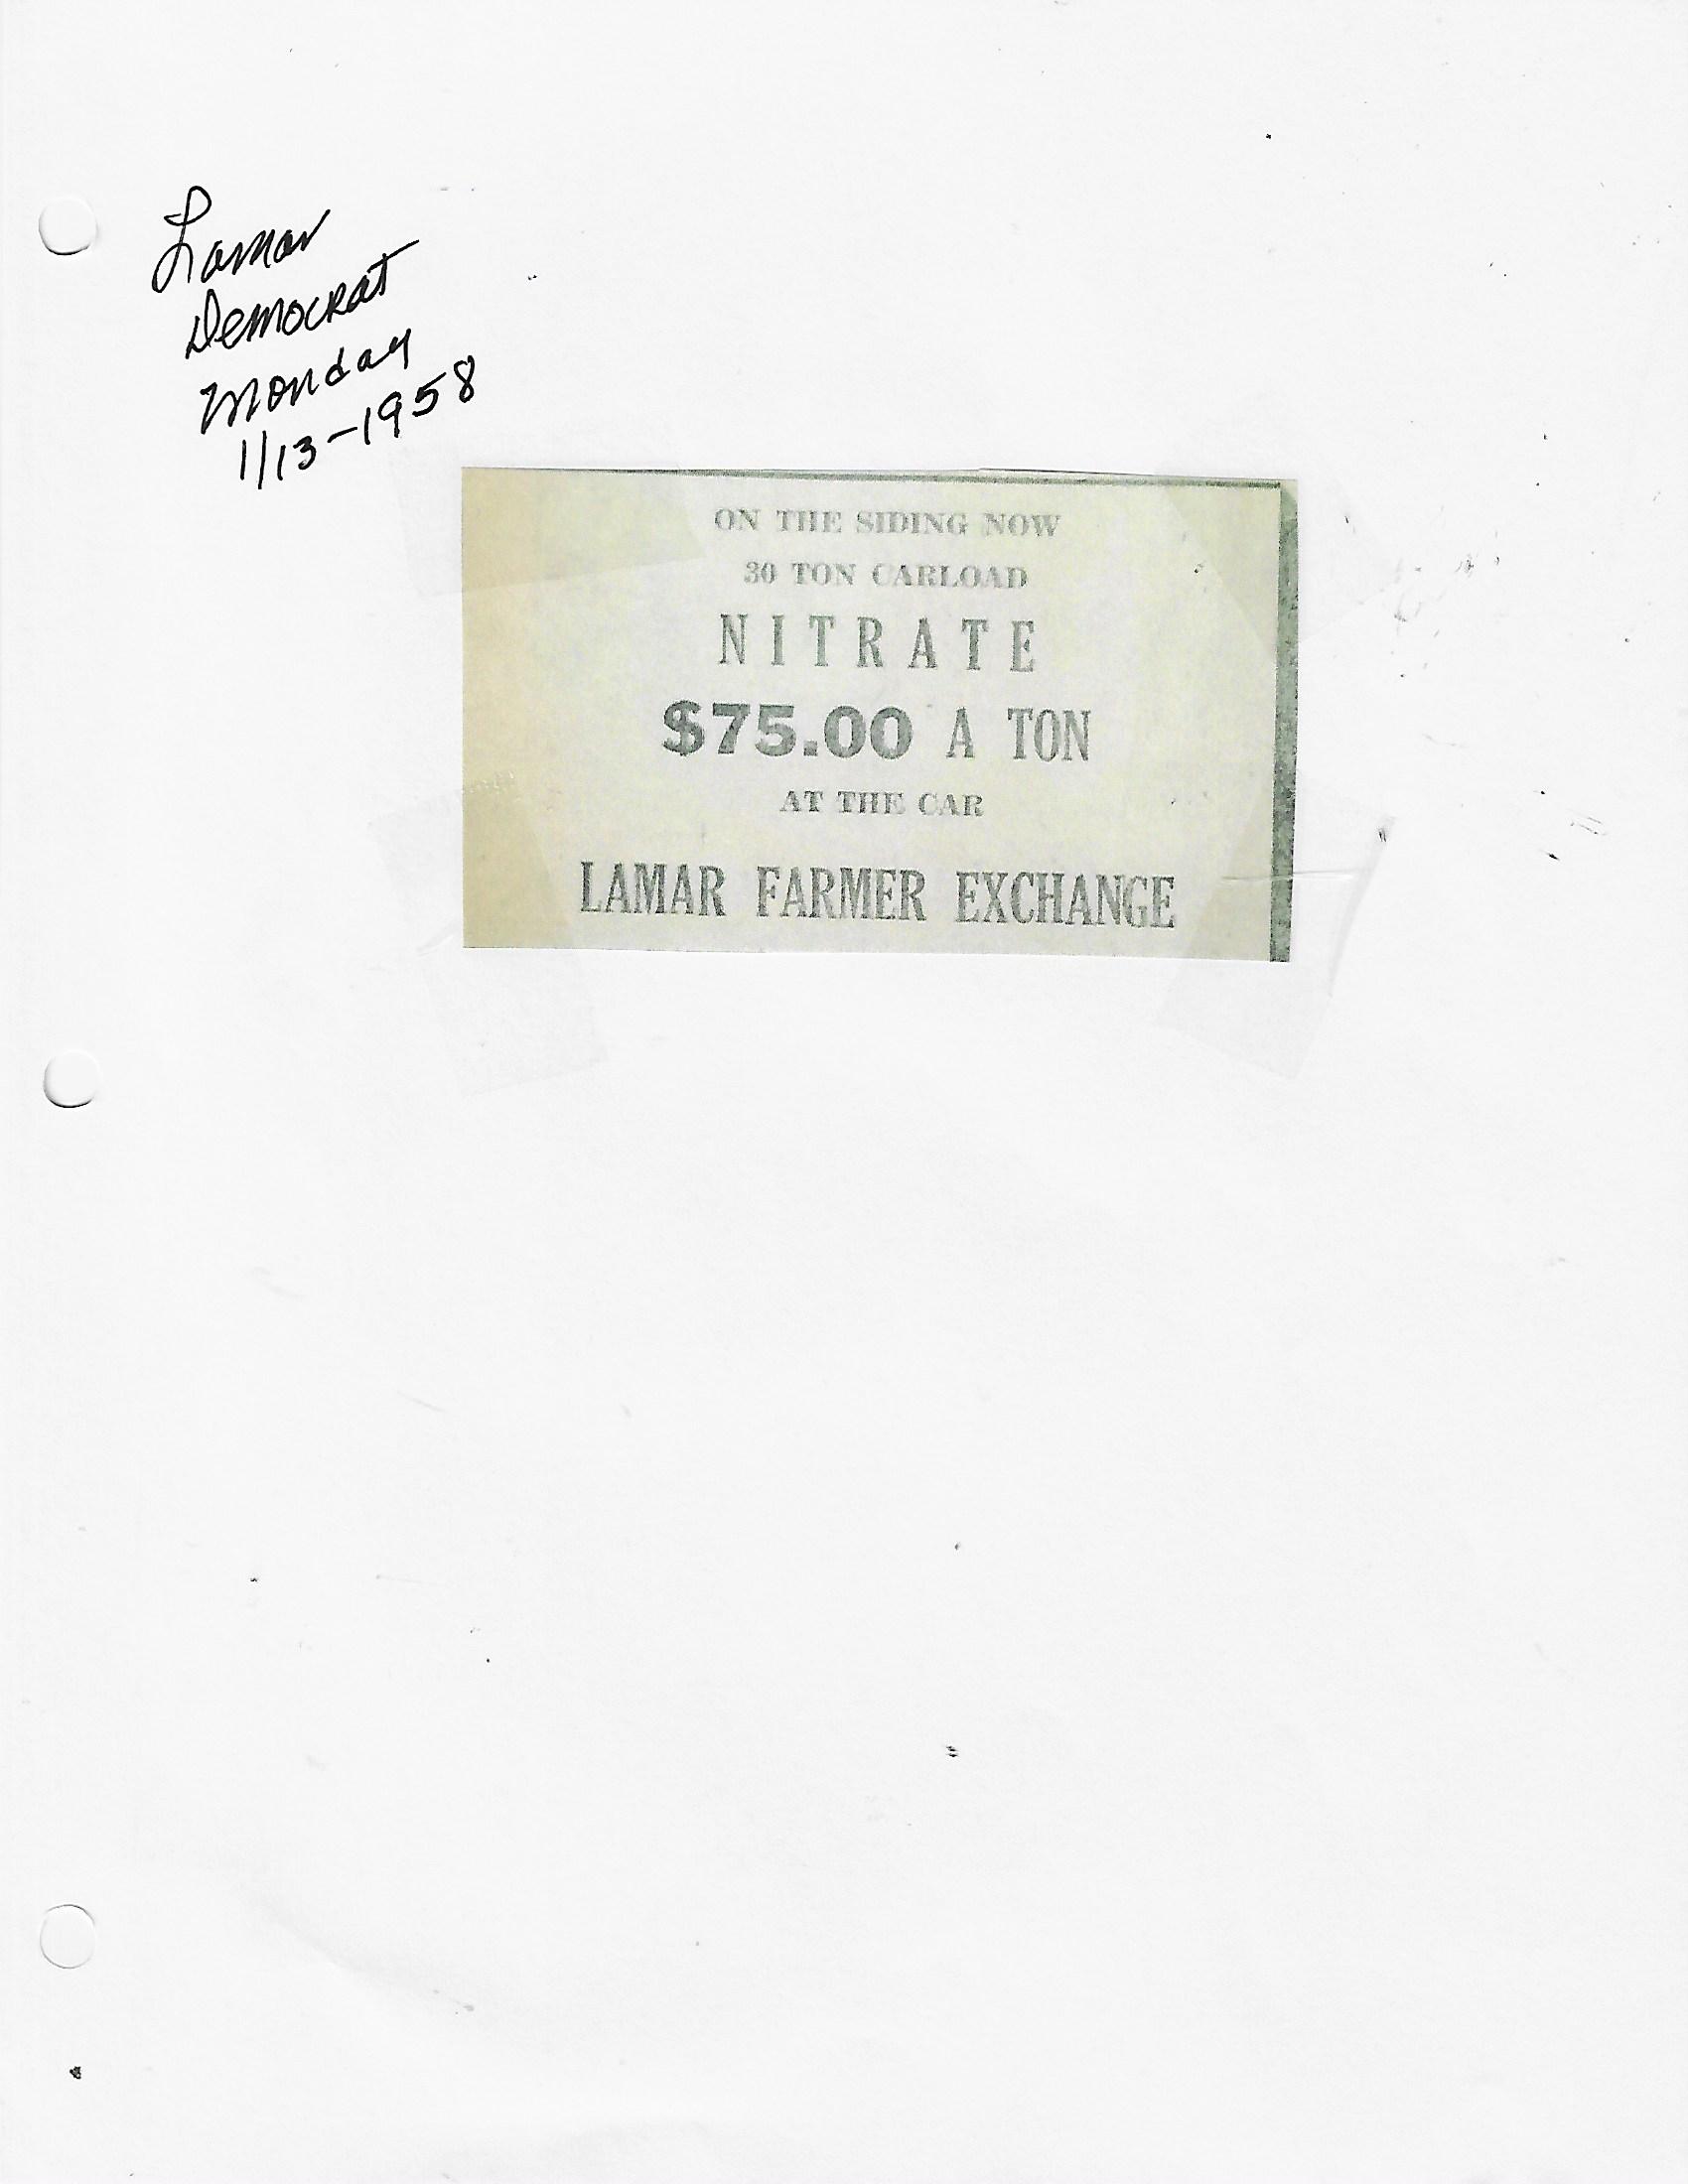 Lamar
Democrat
Monday
1/13-1958
ON THE SIDING NOW
30 TON CARLOAD
NITRATE
$75.00 A TON
AT THE CAR
LAMAR FARMER EXCHANGE